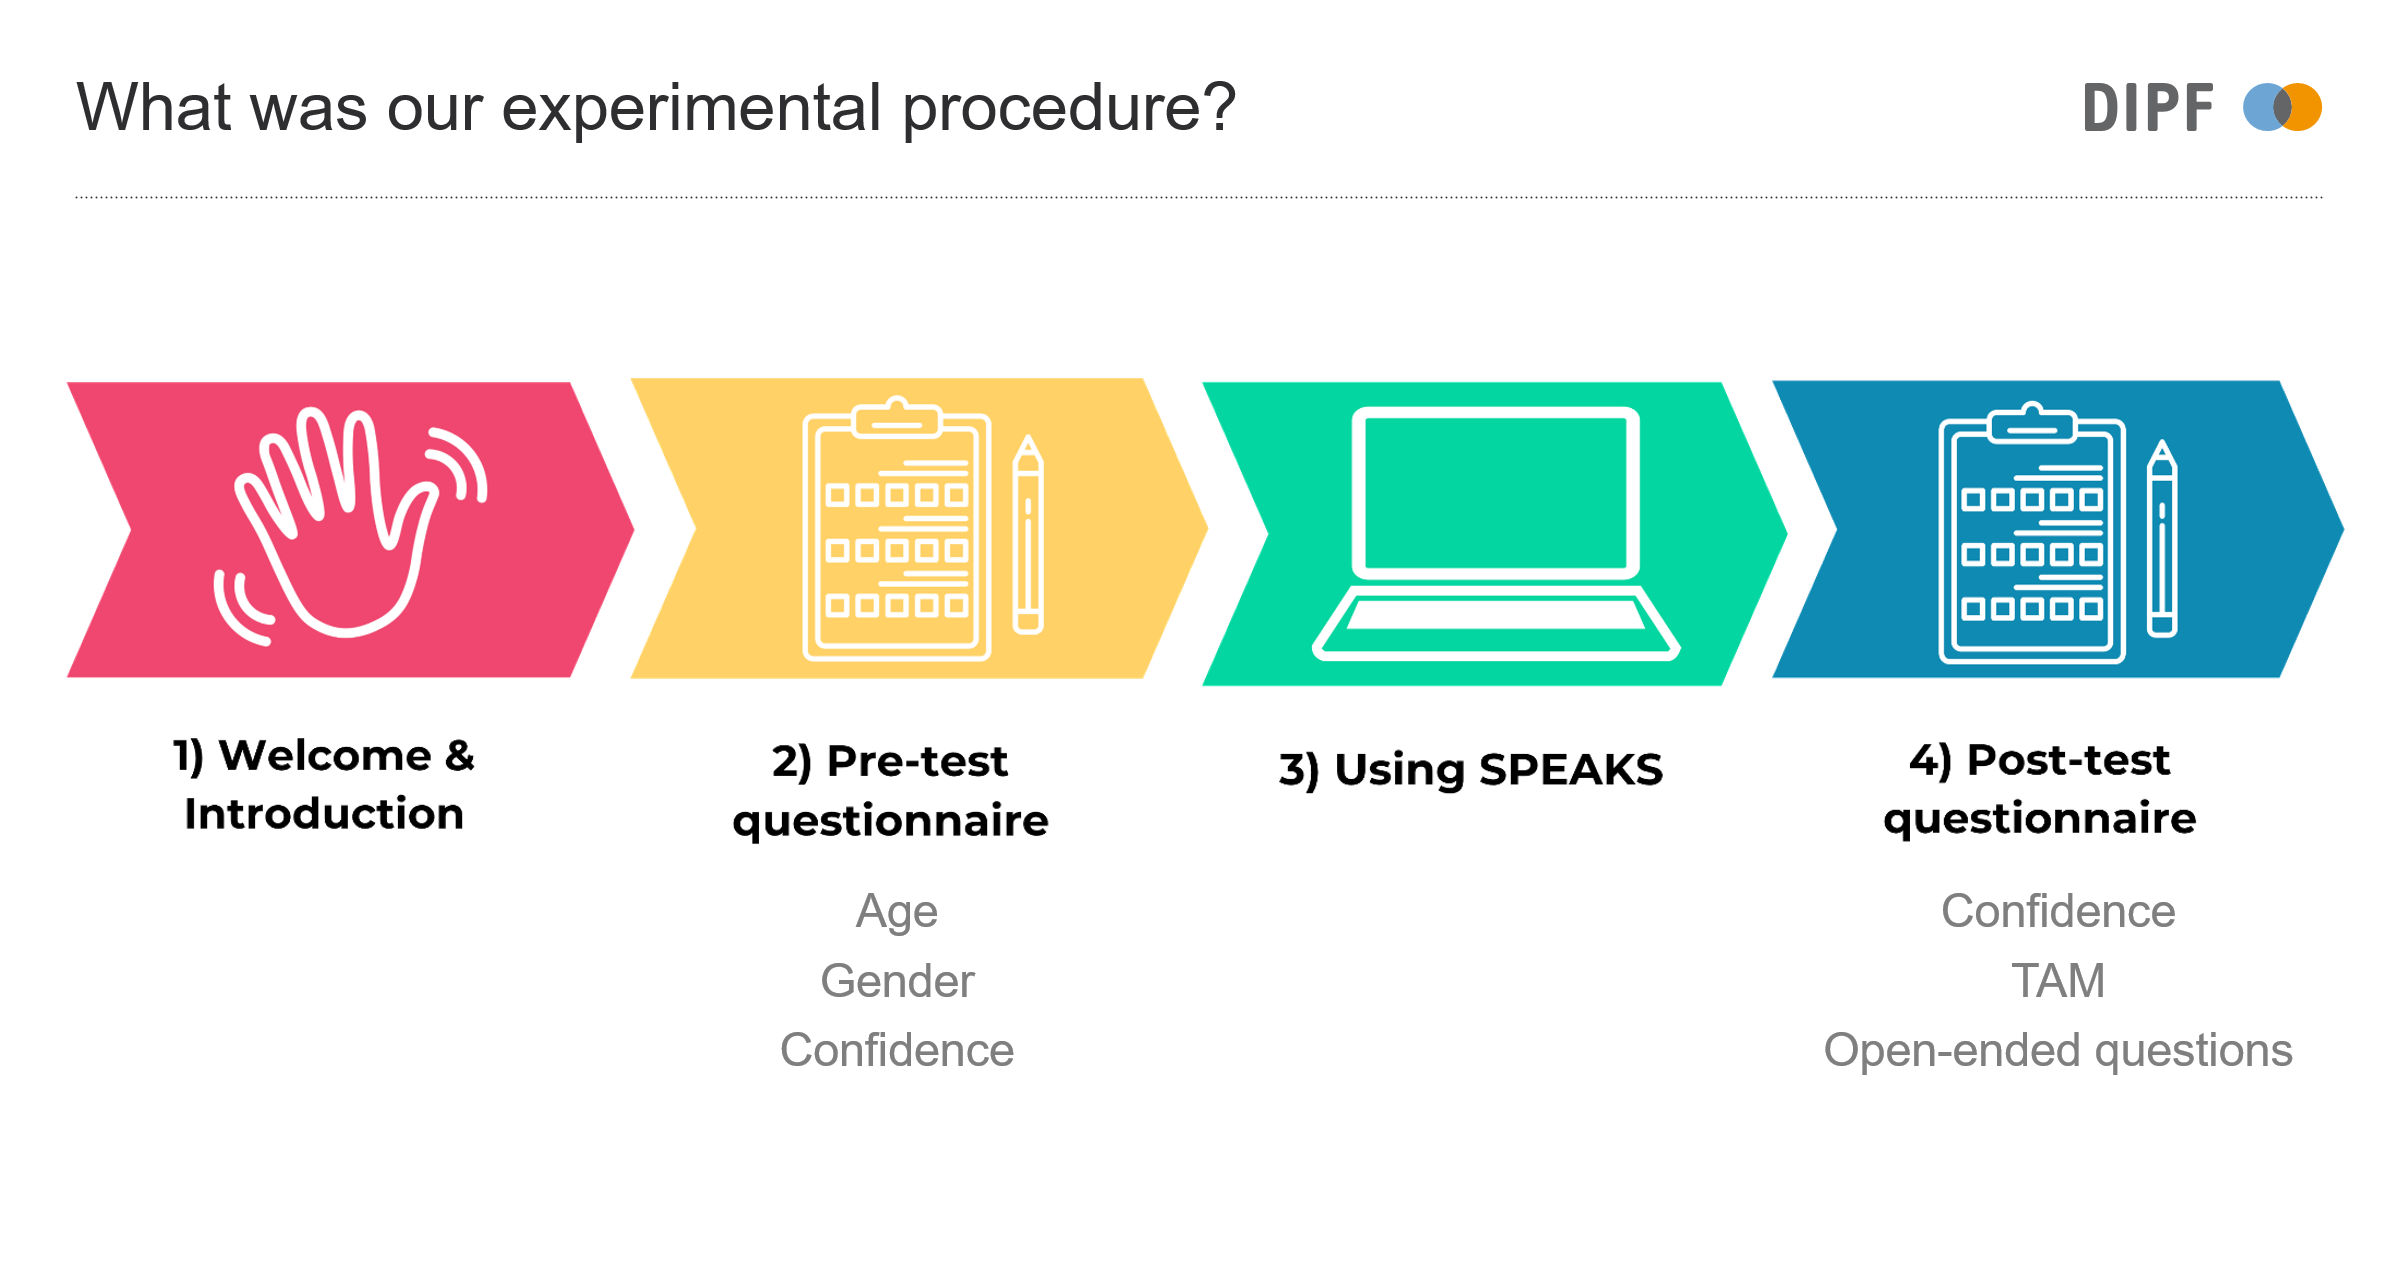 What was our experimental procedure?
DIPF
1) Welcome &
Introduction
2) Pre-test
questionnaire
Age
Gender
Confidence
3) Using SPEAKS
4) Post-test
questionnaire
Confidence
TAM
Open-ended questions